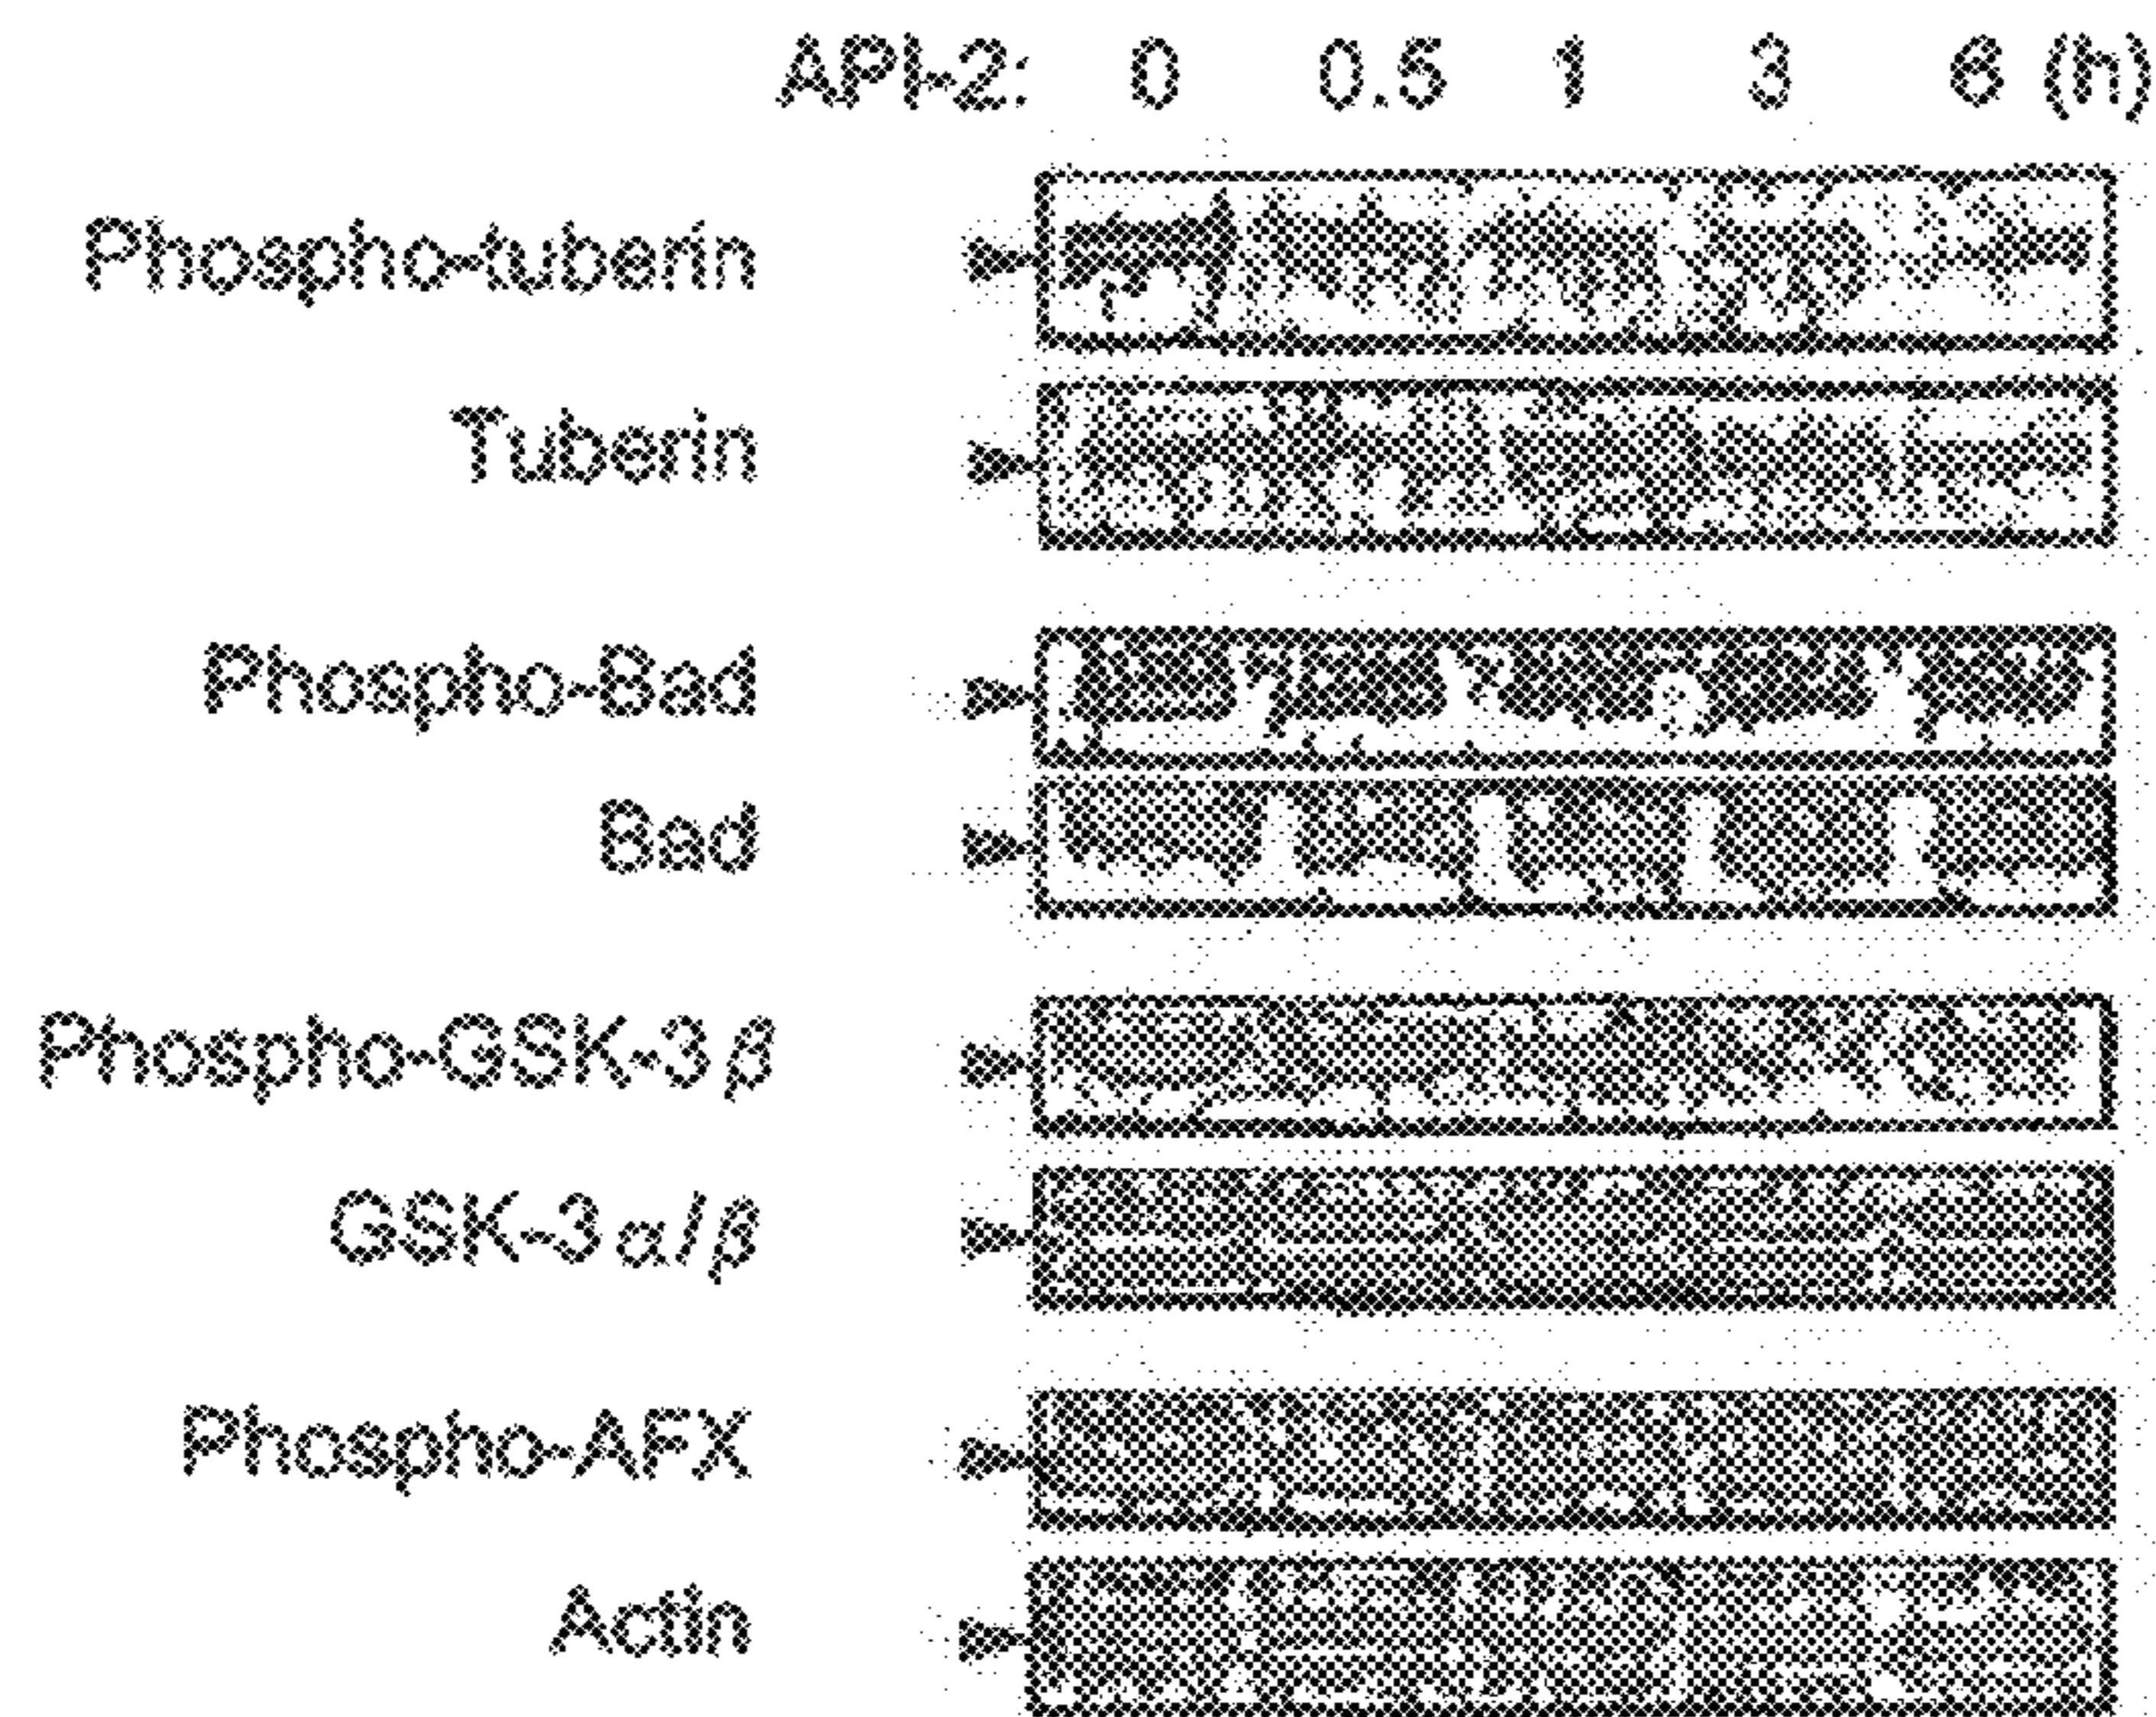 API-2: 0 0.5 1 3 6 (h)
Phospho-tuberin
Tuberin
Phospho-Bad
Bad
Phospho-GSK-3β
GSK-3α/β
Phospho-AFX
Actin